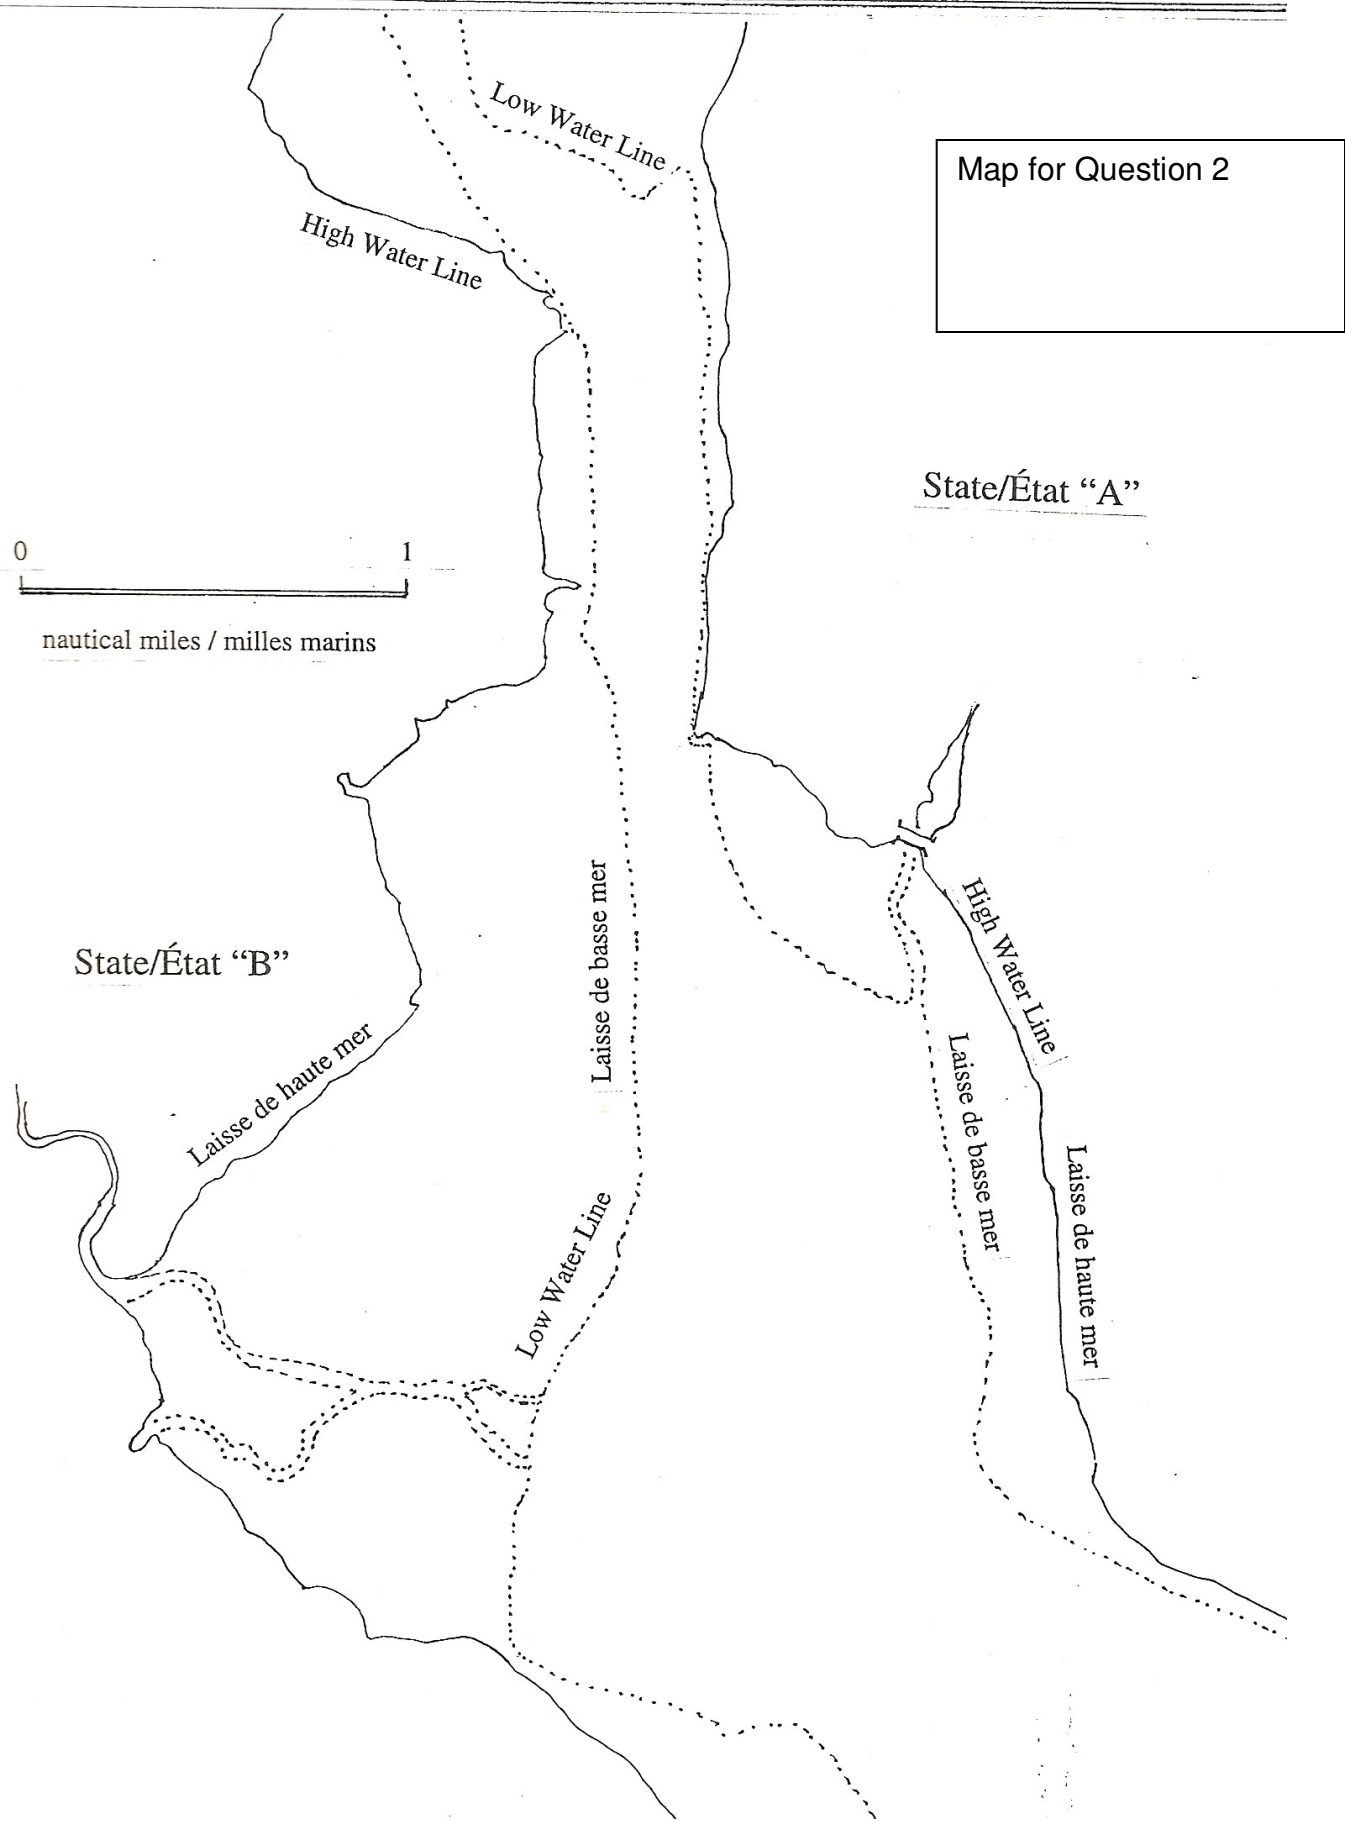 Low Water Line
Map for Question 2
High Water Line
State/État “A”
0 1
nautical miles / milles marins
Laisse de basse mer
High Water Line
State/État “B”
Laisse de haute mer
Laisse de basse mer
Laisse de haute mer
Low Water Line